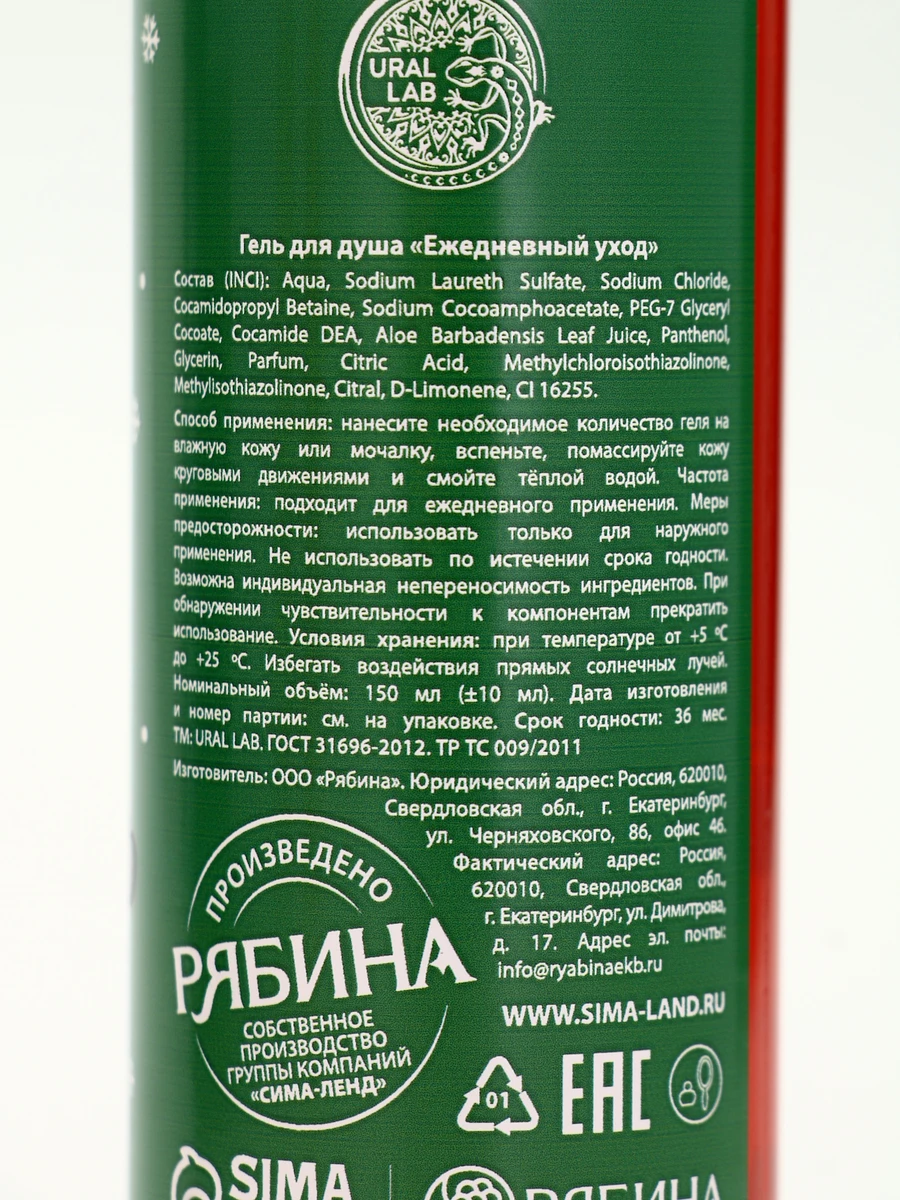 URAL
LAB
Гель для душа «Ежедневный уход»
Состав (INCI): Aqua, Sodium Laureth Sulfate, Sodium Chloride,
Cocamidopropyl Betaine, Sodium Cocoamphoacetate, PEG-7 Glyceryl
Cocoate, Cocamide DEA, Aloe Barbadensis Leaf Juice, Panthenol,
Glycerin, Parfum, Citric Acid, Methylchloroisothiazolinone,
Methylisothiazolinone, Citral, D-Limonene, CI 16255.
Способ применения: нанесите необходимое количество геля на
влажную кожу или мочалку, вспеньте, помассируйте кожу
круговыми движениями и смойте тёплой водой. Частота
применения: подходит для ежедневного применения. Меры
предосторожности: использовать только для наружного
применения. Не использовать по истечении срока годности.
Возможна индивидуальная непереносимость ингредиентов. При
обнаружении чувствительности к компонентам прекратить
использование. Условия хранения: при температуре от +5 ºC
до +25 ºC. Избегать воздействия прямых солнечных лучей.
Номинальный объём: 150 мл (±10 мл). Дата изготовления
и номер партии: см. на упаковке. Срок годности: 36 мес.
ТМ: URAL LAB. ГОСТ 31696-2012. ТР ТС 009/2011
Изготовитель: ООО «Рябина». Юридический адрес: Россия, 620010,
Свердловская обл., г. Екатеринбург,
ул. Черняховского, 86, офис 46.
Фактический адрес: Россия,
620010, Свердловская обл.,
г. Екатеринбург, ул. Димитрова,
д. 17. Адрес эл. почты:
info@ryabinaekb.ru
WWW.SIMA-LAND.RU
ПРОИЗВЕДЕНО
РЯБИНА
СОБСТВЕННОЕ
ПРОИЗВОДСТВО
ГРУППЫ КОМПАНИЙ
«СИМА-ЛЕНД»
01
EAC
SIMA
РЯБИНА